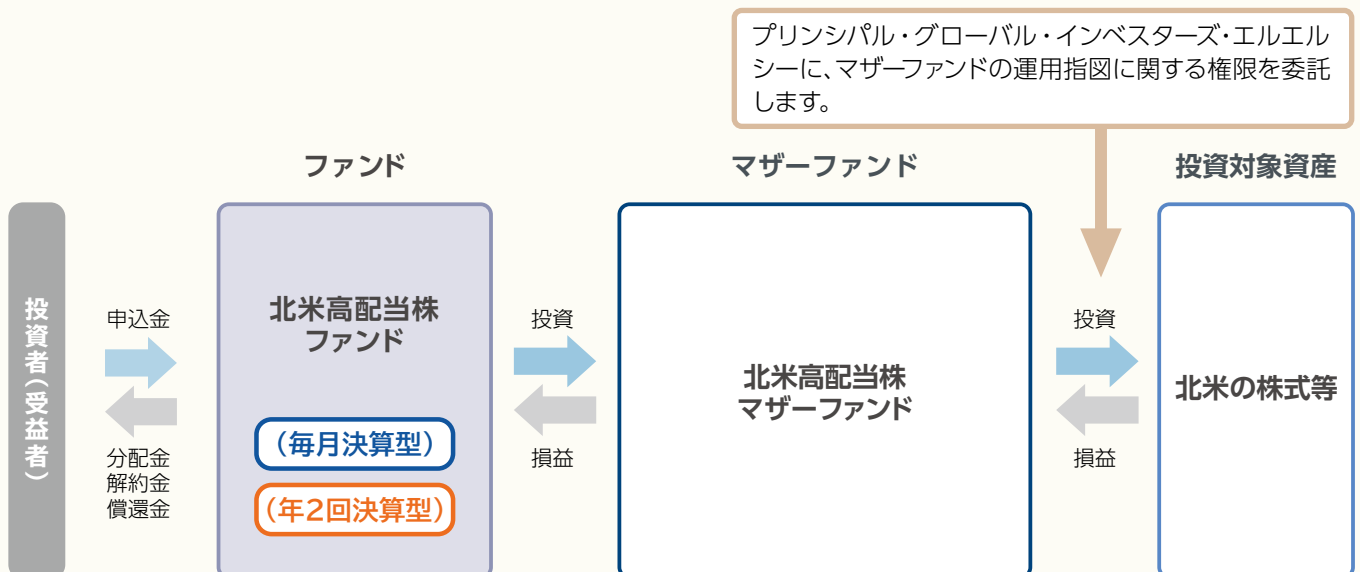 プリンシパル・グローバル・インベスターズ・エルエル
シーに、マザーファンドの運用指図に関する権限を委託
します。
ファンド
マザーファンド
投資対象資産
投資者（受益者）
申込金
分配金
解約金
償還金
北米高配当株
ファンド
（毎月決算型）
（年2回決算型）
投資
損益
北米高配当株
マザーファンド
投資
損益
北米の株式等